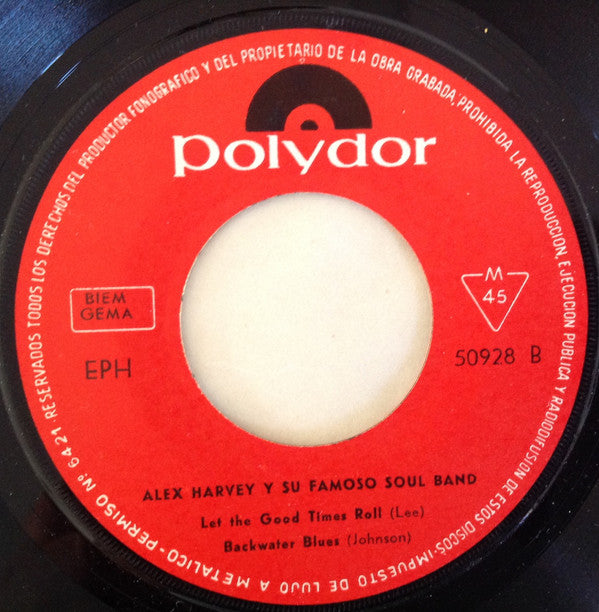 RESERVADOS TODOS LOS DERECHOS DEL PRODUCTOR FONOGRAFICO Y DEL PROPIETARIO DE LA OBRA GRABADA, PROHIBIDA LA REPRODUCCION, EJECUCION PUBLICA Y RADIODIFUSION DE ESTOS DISCOS-IMPUESTO DE LUJO A METALICO-PERMISO Nº 6421
polydor
BIEM
GEMA
M
45
EPH
50928 B
ALEX HARVEY Y SU FAMOSO SOUL BAND
Let the Good Times Roll (Lee)
Backwater Blues (Johnson)